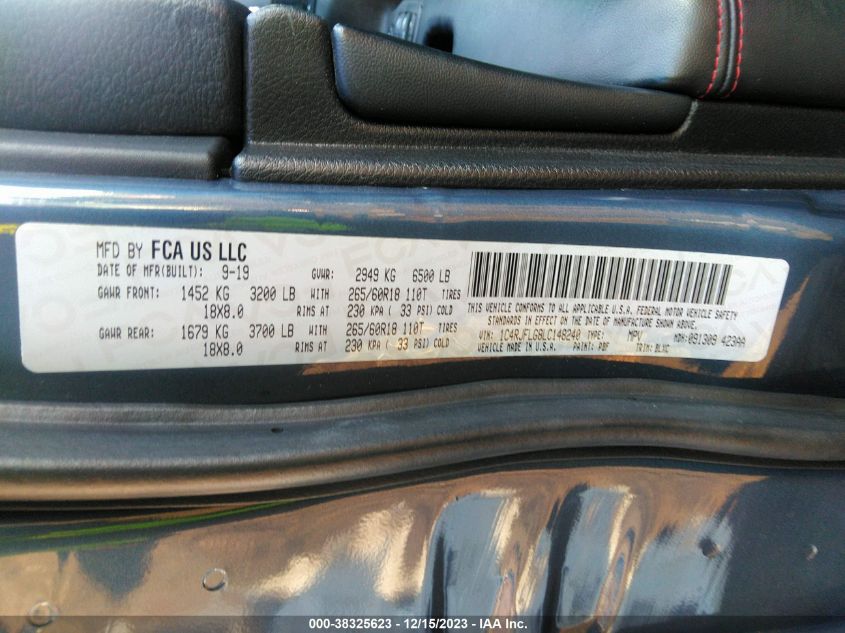 MFD BY FCA US LLC
DATE OF MFR(BUILT): 9-19 GVWR: 2949 KG 6500 LB
GAWR FRONT: 1452 KG 3200 LB WITH 265/60R18 110T TIRES
18X8.0 RIMS AT 230 KPA ( 33 PSI) COLD
GAWR REAR: 1679 KG 3700 LB WITH 265/60R18 110T TIRES
18X8.0 RIMS AT 230 KPA ( 33 PSI) COLD
THIS VEHICLE CONFORMS TO ALL APPLICABLE U.S.A. FEDERAL MOTOR VEHICLE SAFETY
STANDARDS IN EFFECT ON THE DATE OF MANUFACTURE SHOWN ABOVE.
VIN: 1C4RJFLG8LC148240 TYPE: MPV MDH: 091309 423AA
VEHICLE MADE IN U.S.A. PAINT: PBF TRIM: BLXC
000-38325623 - 12/15/2023 - IAA Inc.